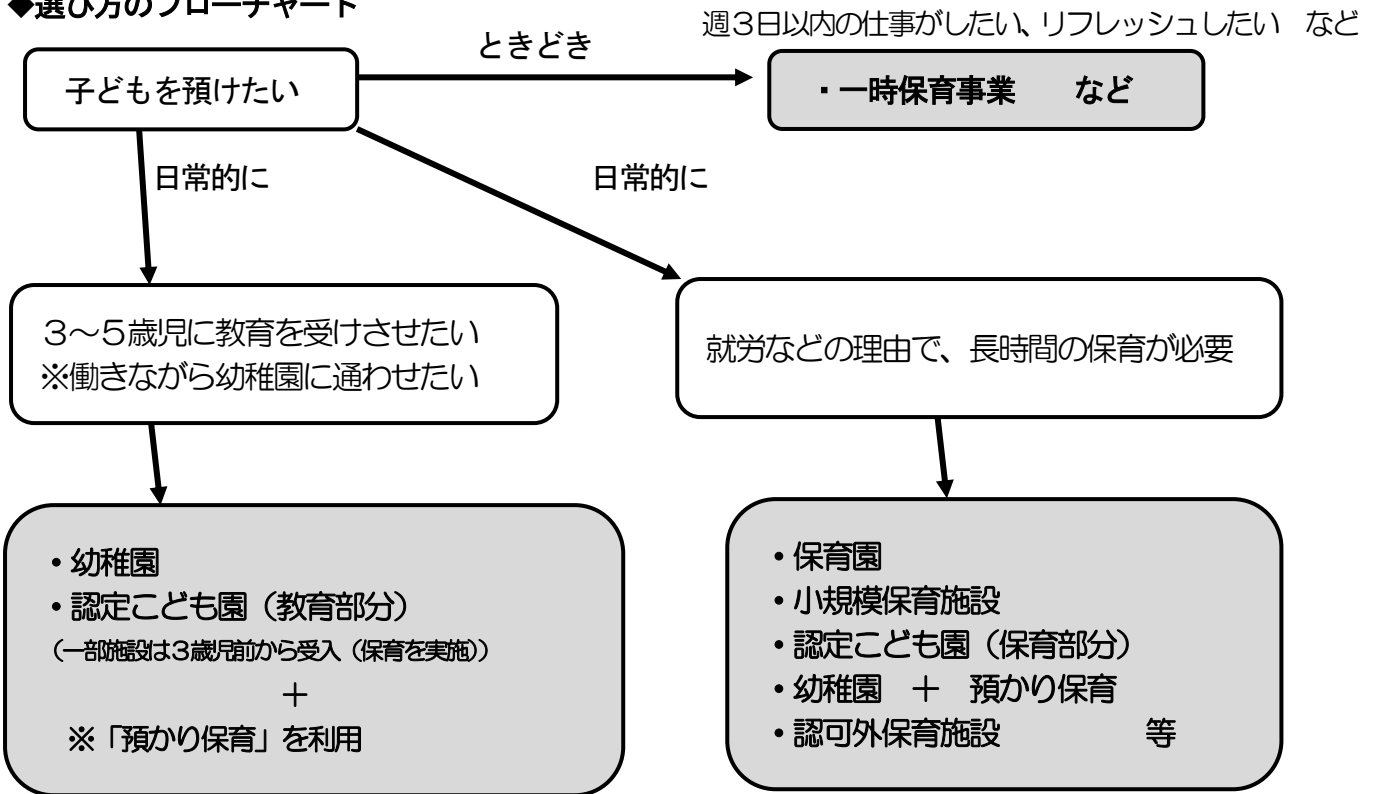 ◆選び方のフローチャート
週３日以内の仕事がしたい、リフレッシュしたい　など
ときどき
子どもを預けたい
・一時保育事業　　など
日常的に
日常的に
３～５歳児に教育を受けさせたい
※働きながら幼稚園に通わせたい
就労などの理由で、長時間の保育が必要
・幼稚園
・認定こども園（教育部分）
（一部施設は３歳児前から受入（保育を実施））
＋
※「預かり保育」を利用
・保育園
・小規模保育施設
・認定こども園（保育部分）
・幼稚園　＋　預かり保育
・認可外保育施設　　　　　等